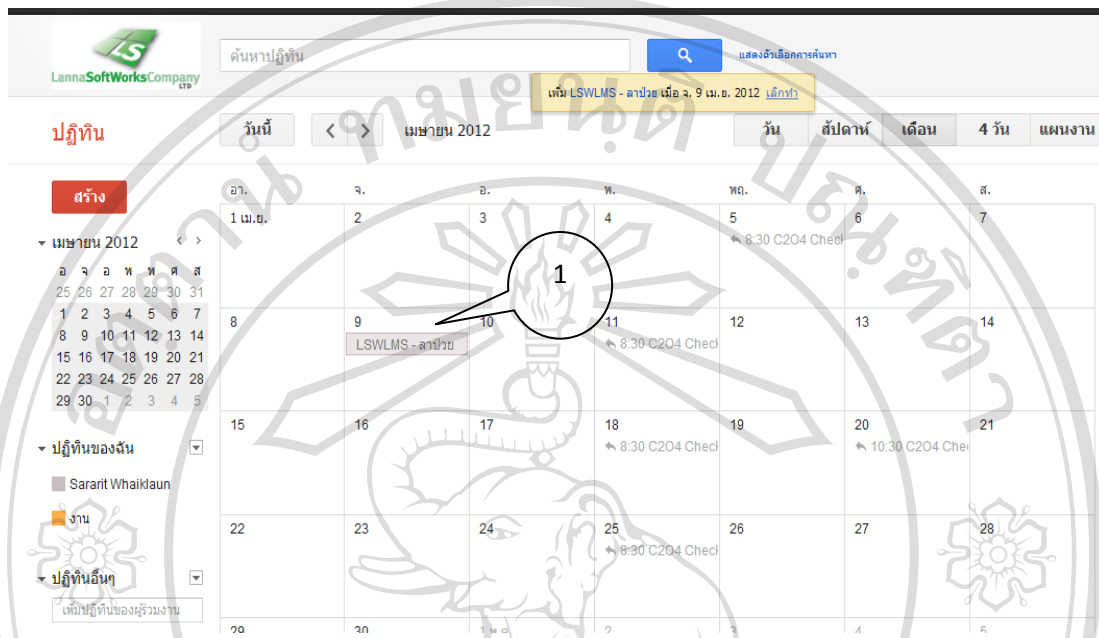 LS
LannaSoftWorksCompany
LTD
ค้นหาปฏิทิน
แสดงตัวเลือกการค้นหา
เพิ่ม LSWLMS - ลาป่วย เมื่อ จ. 9 เม.ย. 2012 เลิกทำ
ปฏิทิน
วันนี้ < > เมษายน 2012 วัน สัปดาห์ เดือน 4 วัน แผนงาน
สร้าง
เมษายน 2012 < >
อ จ อ พ พ ศ ส
25 26 27 28 29 30 31
1 2 3 4 5 6 7
8 9 10 11 12 13 14
15 16 17 18 19 20 21
22 23 24 25 26 27 28
29 30 1 2 3 4 5
ปฏิทินของฉัน
Sararit Whaiklaun
งาน
ปฏิทินอื่นๆ
เพิ่มปฏิทินของผู้ร่วมงาน
อา. จ. อ. พ. พฤ. ศ. ส.
1 เม.ย. 2 3 4 5 6 7
8:30 C2O4 Check
1
8 9 10 11 12 13 14
LSWLMS - ลาป่วย 8:30 C2O4 Check
15 16 17 18 19 20 21
8:30 C2O4 Check 10:30 C2O4 Che
22 23 24 25 26 27 28
8:30 C2O4 Check
29 30 1 พ.ค. 2 3 4 5